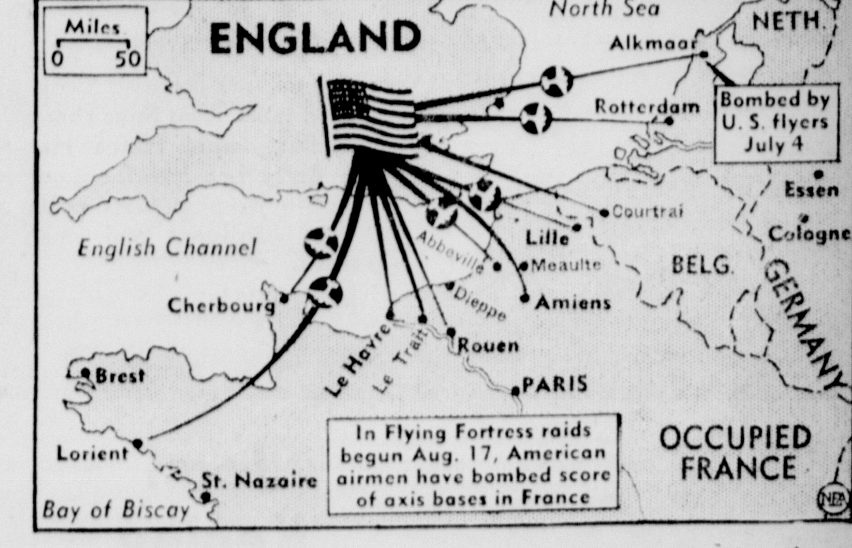 North Sea
NETH.
Miles
0 50
ENGLAND
Alkmaar
Rotterdam
Bombed by
U. S. flyers
July 4
Essen
Cologne
Courtrai
Lille
English Channel
Abbeville
Meaulte
BELG.
GERMANY
Cherbourg
Dieppe
Amiens
Le Havre
Le Trait
Rouen
Brest
PARIS
In Flying Fortress raids
begun Aug. 17, American
airmen have bombed score
of axis bases in France
OCCUPIED
FRANCE
Lorient
St. Nazaire
Bay of Biscay
NEA